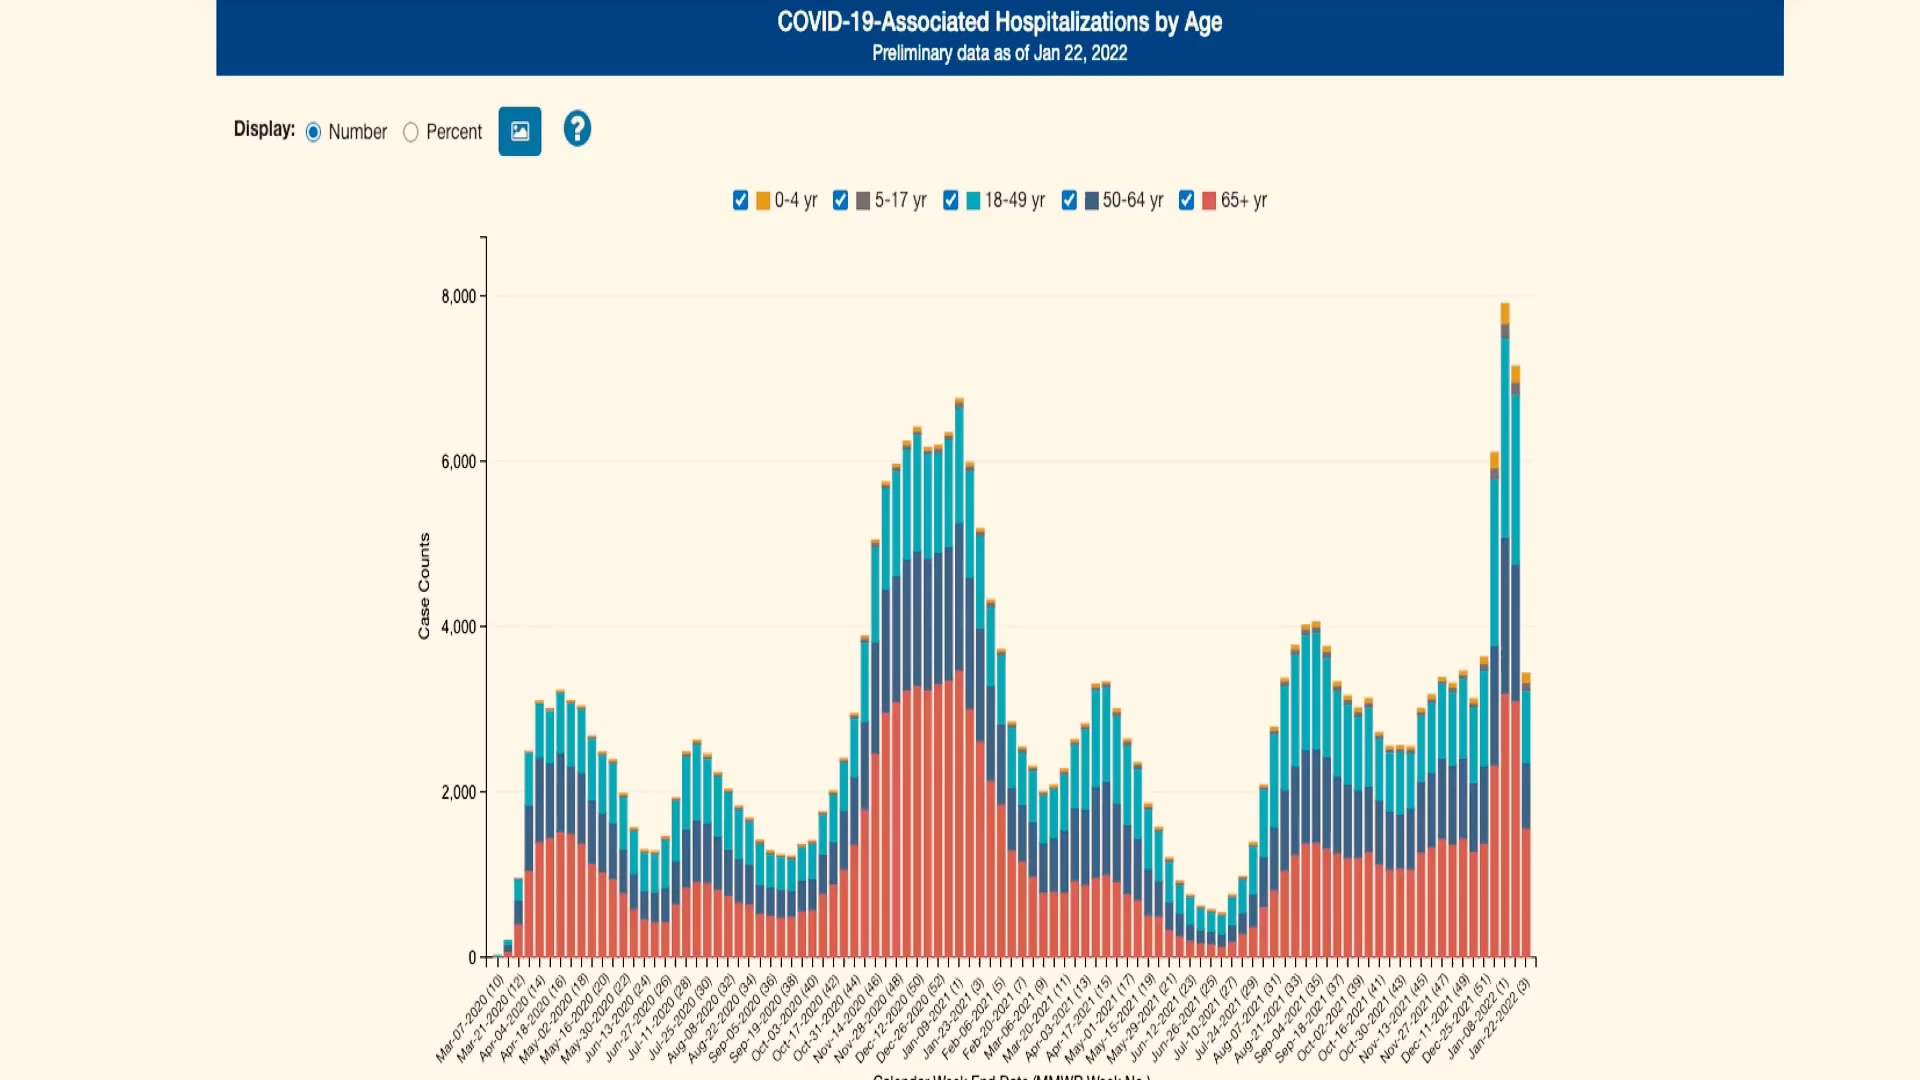 COVID-19-Associated Hospitalizations by Age
Preliminary data as of Jan 22, 2022
Display: Number Percent ?
0-4 yr 5-17 yr 18-49 yr 50-64 yr 65+ yr
8,000
6,000
4,000
2,000
0
Case Counts
Mar-07-2020 (10)
Mar-21-2020 (12)
Apr-04-2020 (14)
Apr-18-2020 (16)
May-02-2020 (18)
May-16-2020 (20)
May-30-2020 (22)
Jun-13-2020 (24)
Jun-27-2020 (26)
Jul-11-2020 (28)
Jul-25-2020 (30)
Aug-08-2020 (32)
Aug-22-2020 (34)
Sep-05-2020 (36)
Sep-19-2020 (38)
Oct-03-2020 (40)
Oct-17-2020 (42)
Oct-31-2020 (44)
Nov-14-2020 (46)
Nov-28-2020 (48)
Dec-12-2020 (50)
Dec-26-2020 (52)
Jan-09-2021 (1)
Jan-23-2021 (3)
Feb-06-2021 (5)
Feb-20-2021 (7)
Mar-06-2021 (9)
Mar-20-2021 (11)
Apr-03-2021 (13)
Apr-17-2021 (15)
May-01-2021 (17)
May-15-2021 (19)
May-29-2021 (21)
Jun-12-2021 (23)
Jun-26-2021 (25)
Jul-10-2021 (27)
Jul-24-2021 (29)
Aug-07-2021 (31)
Aug-21-2021 (33)
Sep-04-2021 (35)
Sep-18-2021 (37)
Oct-02-2021 (39)
Oct-16-2021 (41)
Oct-30-2021 (43)
Nov-13-2021 (45)
Nov-27-2021 (47)
Dec-11-2021 (49)
Dec-25-2021 (51)
Jan-08-2022 (1)
Jan-22-2022 (3)
Calendar Week End Date (MMWR Week No.)